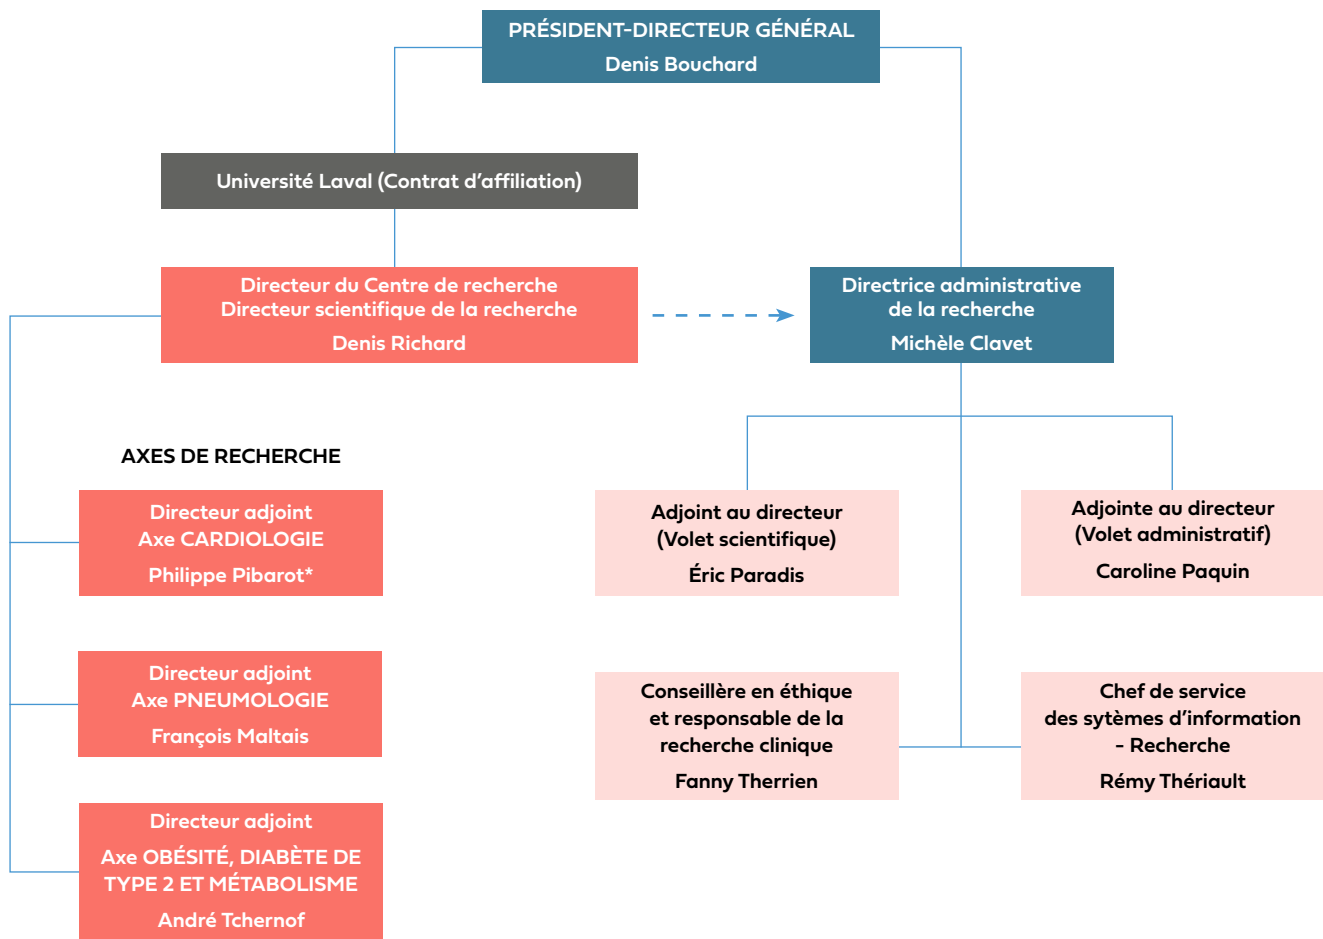 PRÉSIDENT-DIRECTEUR GÉNÉRAL
Denis Bouchard
Université Laval (Contrat d’affiliation)
Directeur du Centre de recherche
Directeur scientifique de la recherche
Denis Richard
Directrice administrative
de la recherche
Michèle Clavet
AXES DE RECHERCHE
Directeur adjoint
Axe CARDIOLOGIE
Philippe Pibarot*
Directeur adjoint
Axe PNEUMOLOGIE
François Maltais
Directeur adjoint
Axe OBÉSITÉ, DIABÈTE DE
TYPE 2 ET MÉTABOLISME
André Tchernof
Adjoint au directeur
(Volet scientifique)
Éric Paradis
Adjointe au directeur
(Volet administratif)
Caroline Paquin
Conseillère en éthique
et responsable de la
recherche clinique
Fanny Therrien
Chef de service
des sytèmes d’information
- Recherche
Rémy Thériault